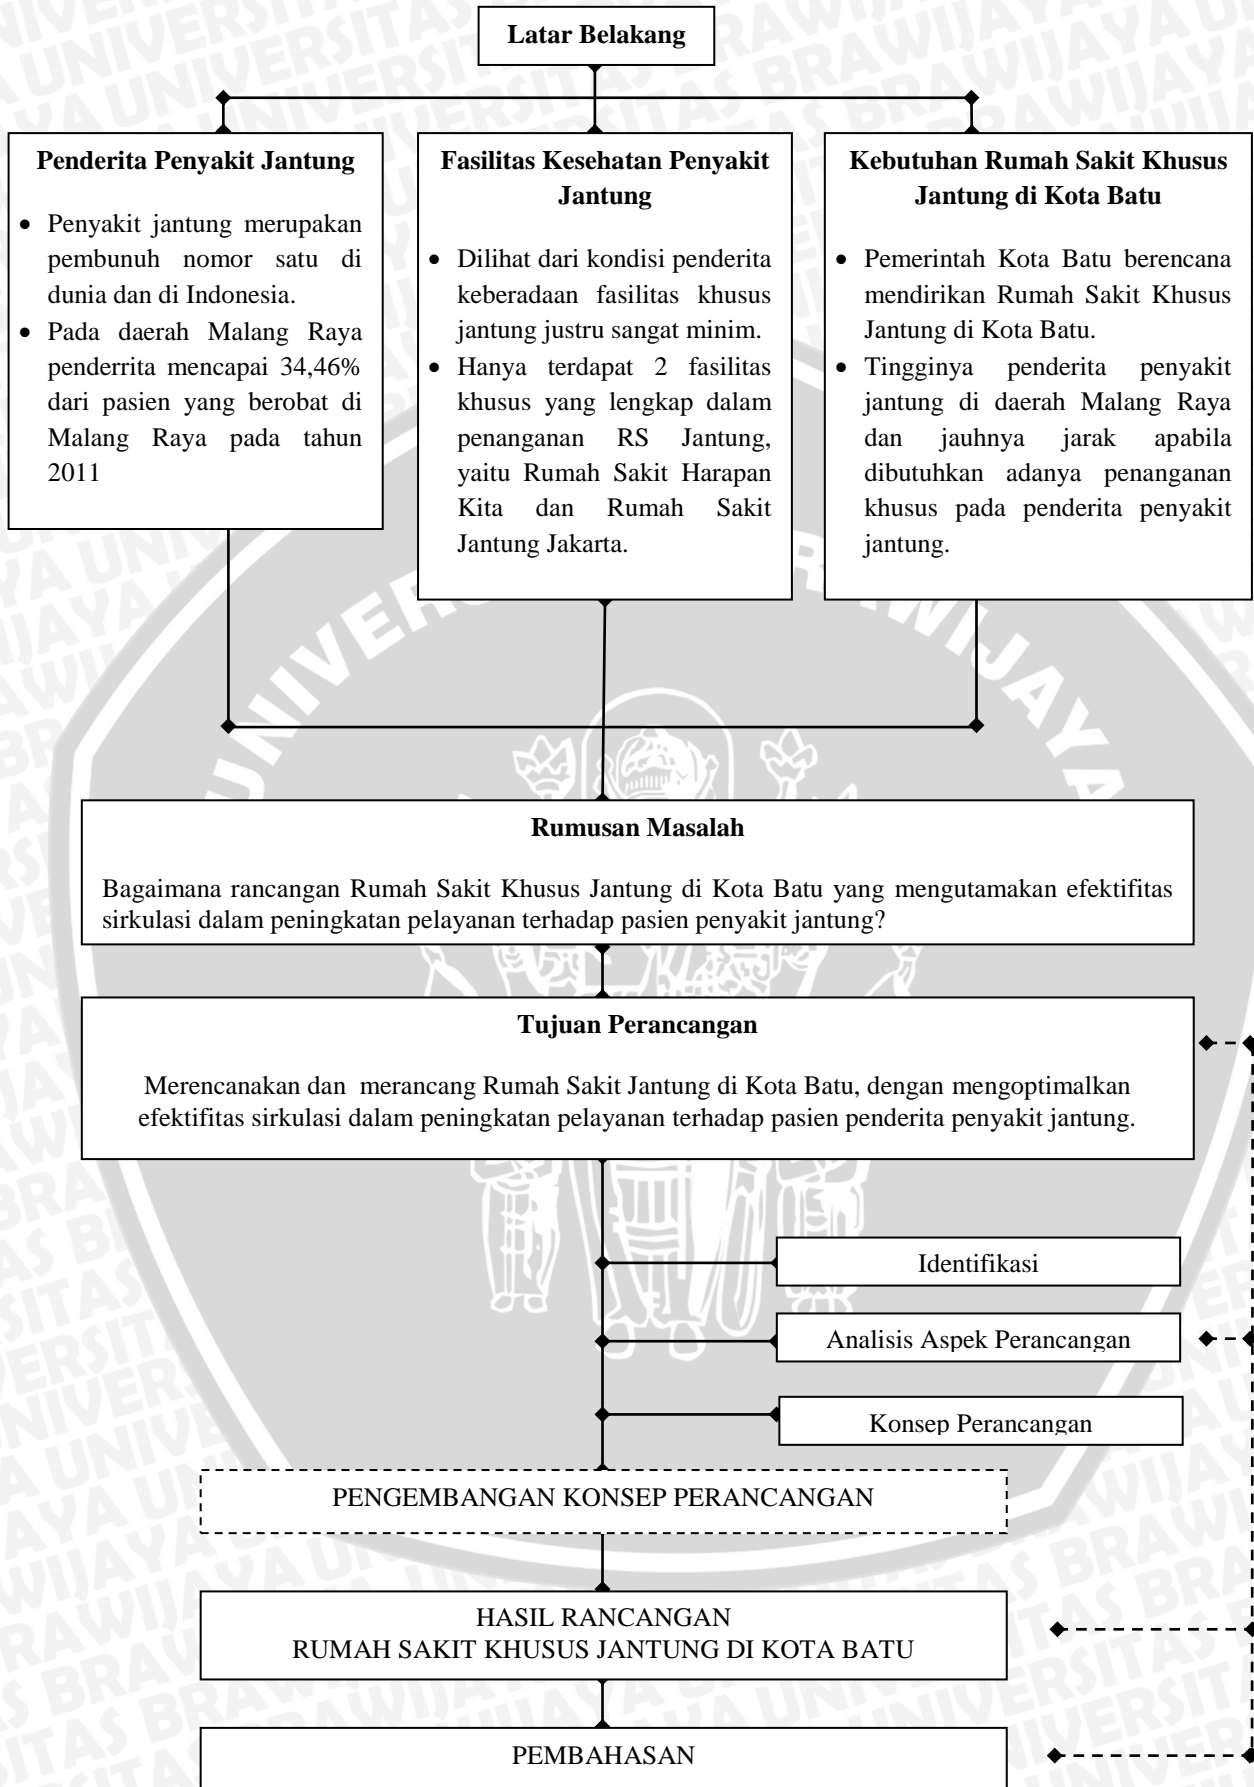 Latar Belakang
Penderita Penyakit Jantung
• Penyakit jantung merupakan
pembunuh nomor satu di
dunia dan di Indonesia.
• Pada daerah Malang Raya
penderrita mencapai 34,46%
dari pasien yang berobat di
Malang Raya pada tahun
2011
Fasilitas Kesehatan Penyakit
Jantung
• Dilihat dari kondisi penderita
keberadaan fasilitas khusus
jantung justru sangat minim.
• Hanya terdapat 2 fasilitas
khusus yang lengkap dalam
penanganan RS Jantung,
yaitu Rumah Sakit Harapan
Kita dan Rumah Sakit
Jantung Jakarta.
Kebutuhan Rumah Sakit Khusus
Jantung di Kota Batu
• Pemerintah Kota Batu berencana
mendirikan Rumah Sakit Khusus
Jantung di Kota Batu.
• Tingginya penderita penyakit
jantung di daerah Malang Raya
dan jauhnya jarak apabila
dibutuhkan adanya penanganan
khusus pada penderita penyakit
jantung.
Rumusan Masalah
Bagaimana rancangan Rumah Sakit Khusus Jantung di Kota Batu yang mengutamakan efektifitas
sirkulasi dalam peningkatan pelayanan terhadap pasien penyakit jantung?
Tujuan Perancangan
Merencanakan dan merancang Rumah Sakit Jantung di Kota Batu, dengan mengoptimalkan
efektifitas sirkulasi dalam peningkatan pelayanan terhadap pasien penderita penyakit jantung.
Identifikasi
Analisis Aspek Perancangan
Konsep Perancangan
PENGEMBANGAN KONSEP PERANCANGAN
HASIL RANCANGAN
RUMAH SAKIT KHUSUS JANTUNG DI KOTA BATU
PEMBAHASAN